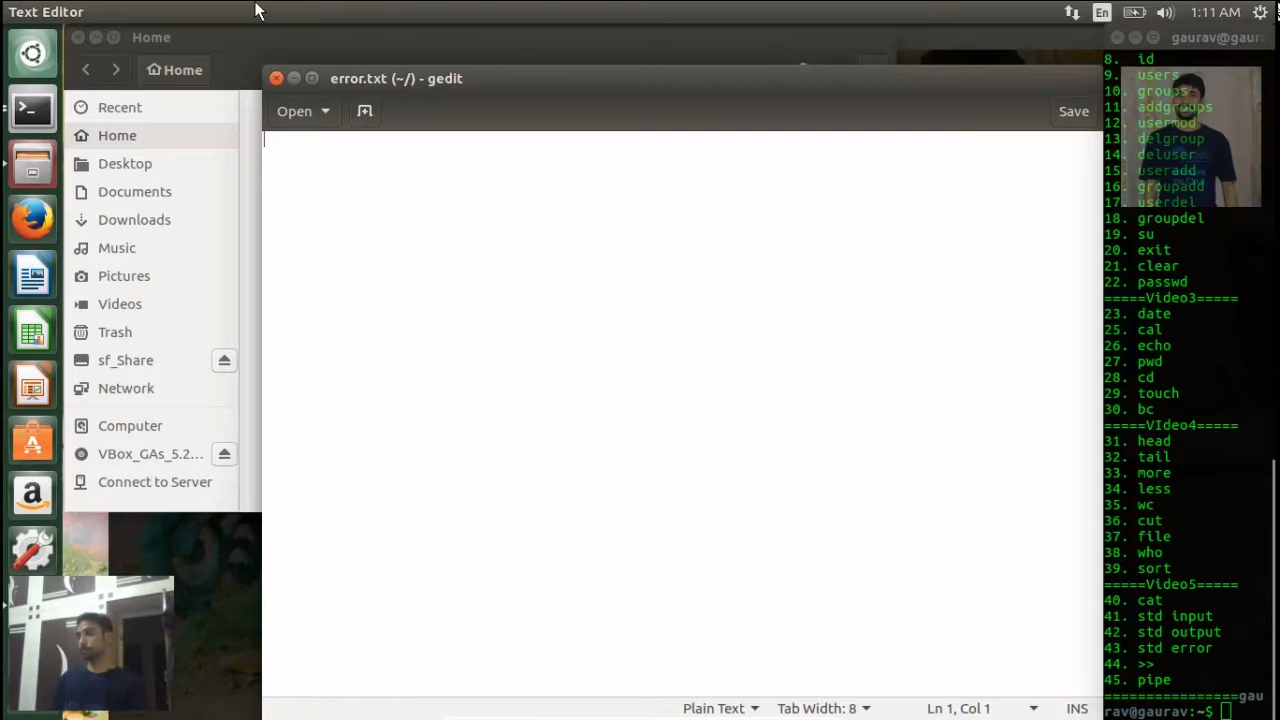 Text Editor
En
1:11 AM
Home
gaurav@gaur
Home
error.txt (~/) - gedit
Open
Save
Recent
Home
Desktop
Documents
Downloads
Music
Pictures
Videos
Trash
sf_Share
Network
Computer
VBox_GAs_5.2...
Connect to Server
8. id
9. users
10. groups
11. addgroups
12. usermod
13. delgroup
14. deluser
15. useradd
16. groupadd
17. userdel
18. groupdel
19. su
20. exit
21. clear
22. passwd
=====Video3=====
23. date
25. cal
26. echo
27. pwd
28. cd
29. touch
30. bc
=====VIdeo4=====
31. head
32. tail
33. more
34. less
35. wc
36. cut
37. file
38. who
39. sort
=====Video5=====
40. cat
41. std input
42. std output
43. std error
44. >>
45. pipe
================gau
rav@gaurav:~$
Plain Text
Tab Width: 8
Ln 1, Col 1
INS